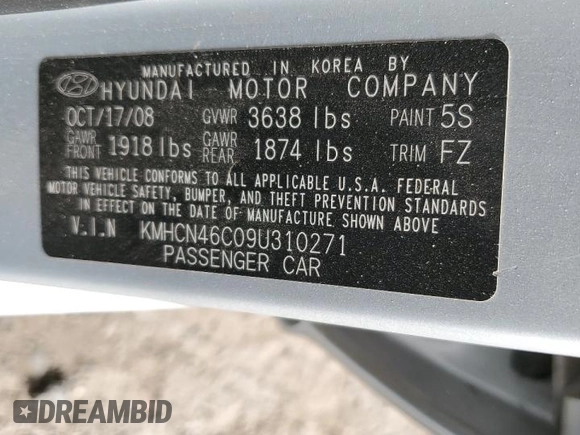 MANUFACTURED IN KOREA BY
HYUNDAI MOTOR COMPANY
OCT/17/08 GVWR 3638 lbs PAINT 5S
GAWR FRONT 1918 lbs GAWR REAR 1874 lbs TRIM FZ
THIS VEHICLE CONFORMS TO ALL APPLICABLE U.S.A. FEDERAL
MOTOR VEHICLE SAFETY, BUMPER, AND THEFT PREVENTION STANDARDS
IN EFFECT ON THE DATE OF MANUFACTURE SHOWN ABOVE
V.I.N KMHCN46C09U310271
PASSENGER CAR
DREAMBID